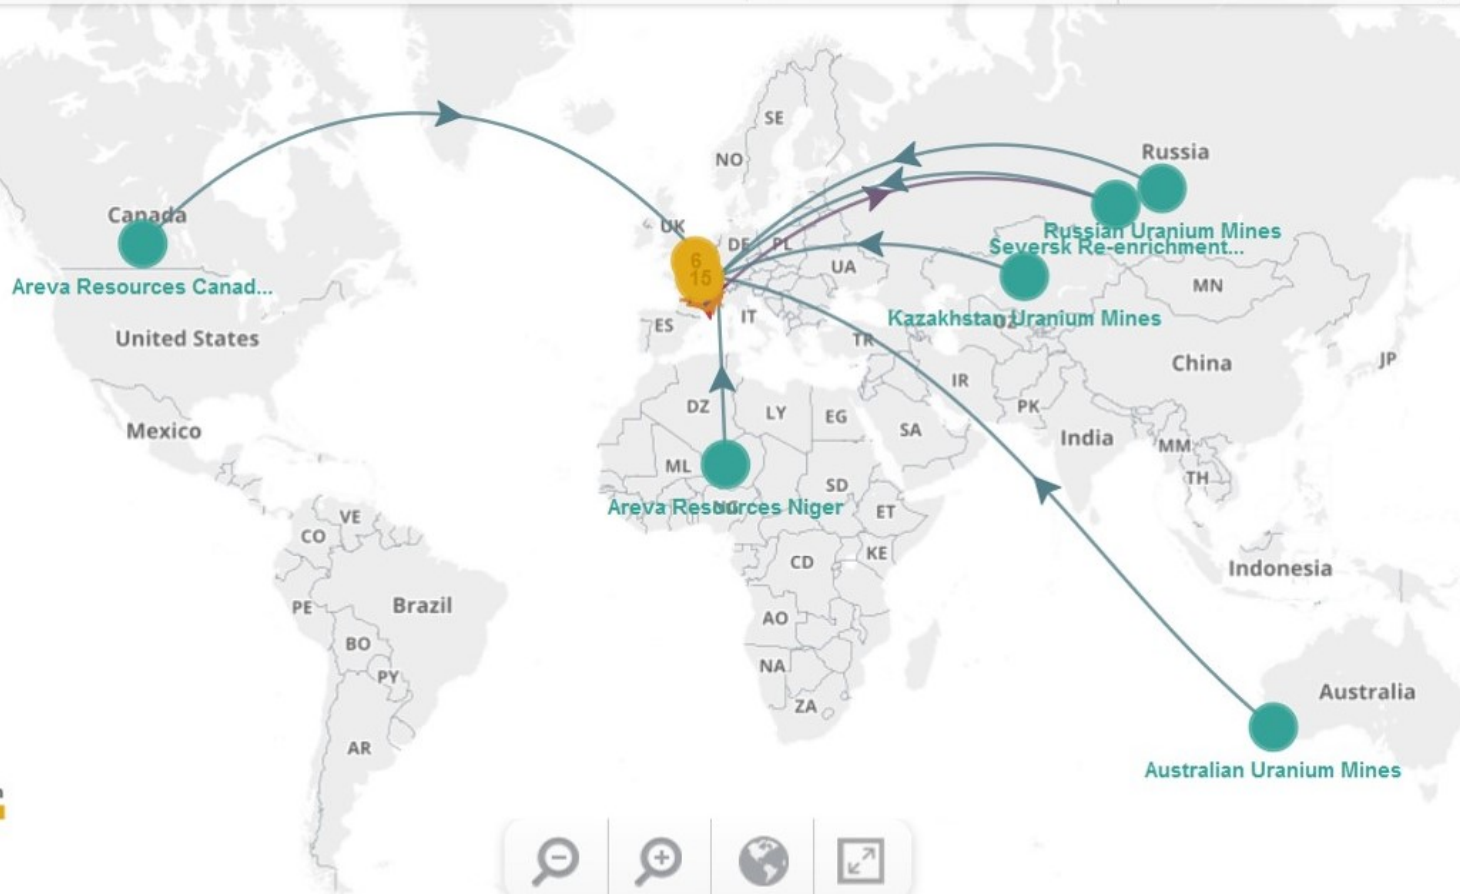 SE
NO
Russia
Canada
UK
DE
PL
Russian Uranium Mines
Seversk Re-enrichment...
6
15
UA
Areva Resources Canad...
MN
ES
IT
Kazakhstan Uranium Mines
United States
TR
China
JP
IR
DZ
LY
EG
PK
SA
Mexico
India
MM
ML
TH
SD
Areva Resources Niger
NG
ET
VE
CO
KE
CD
Indonesia
PE
Brazil
AO
BO
NA
PY
Australia
ZA
AR
Australian Uranium Mines